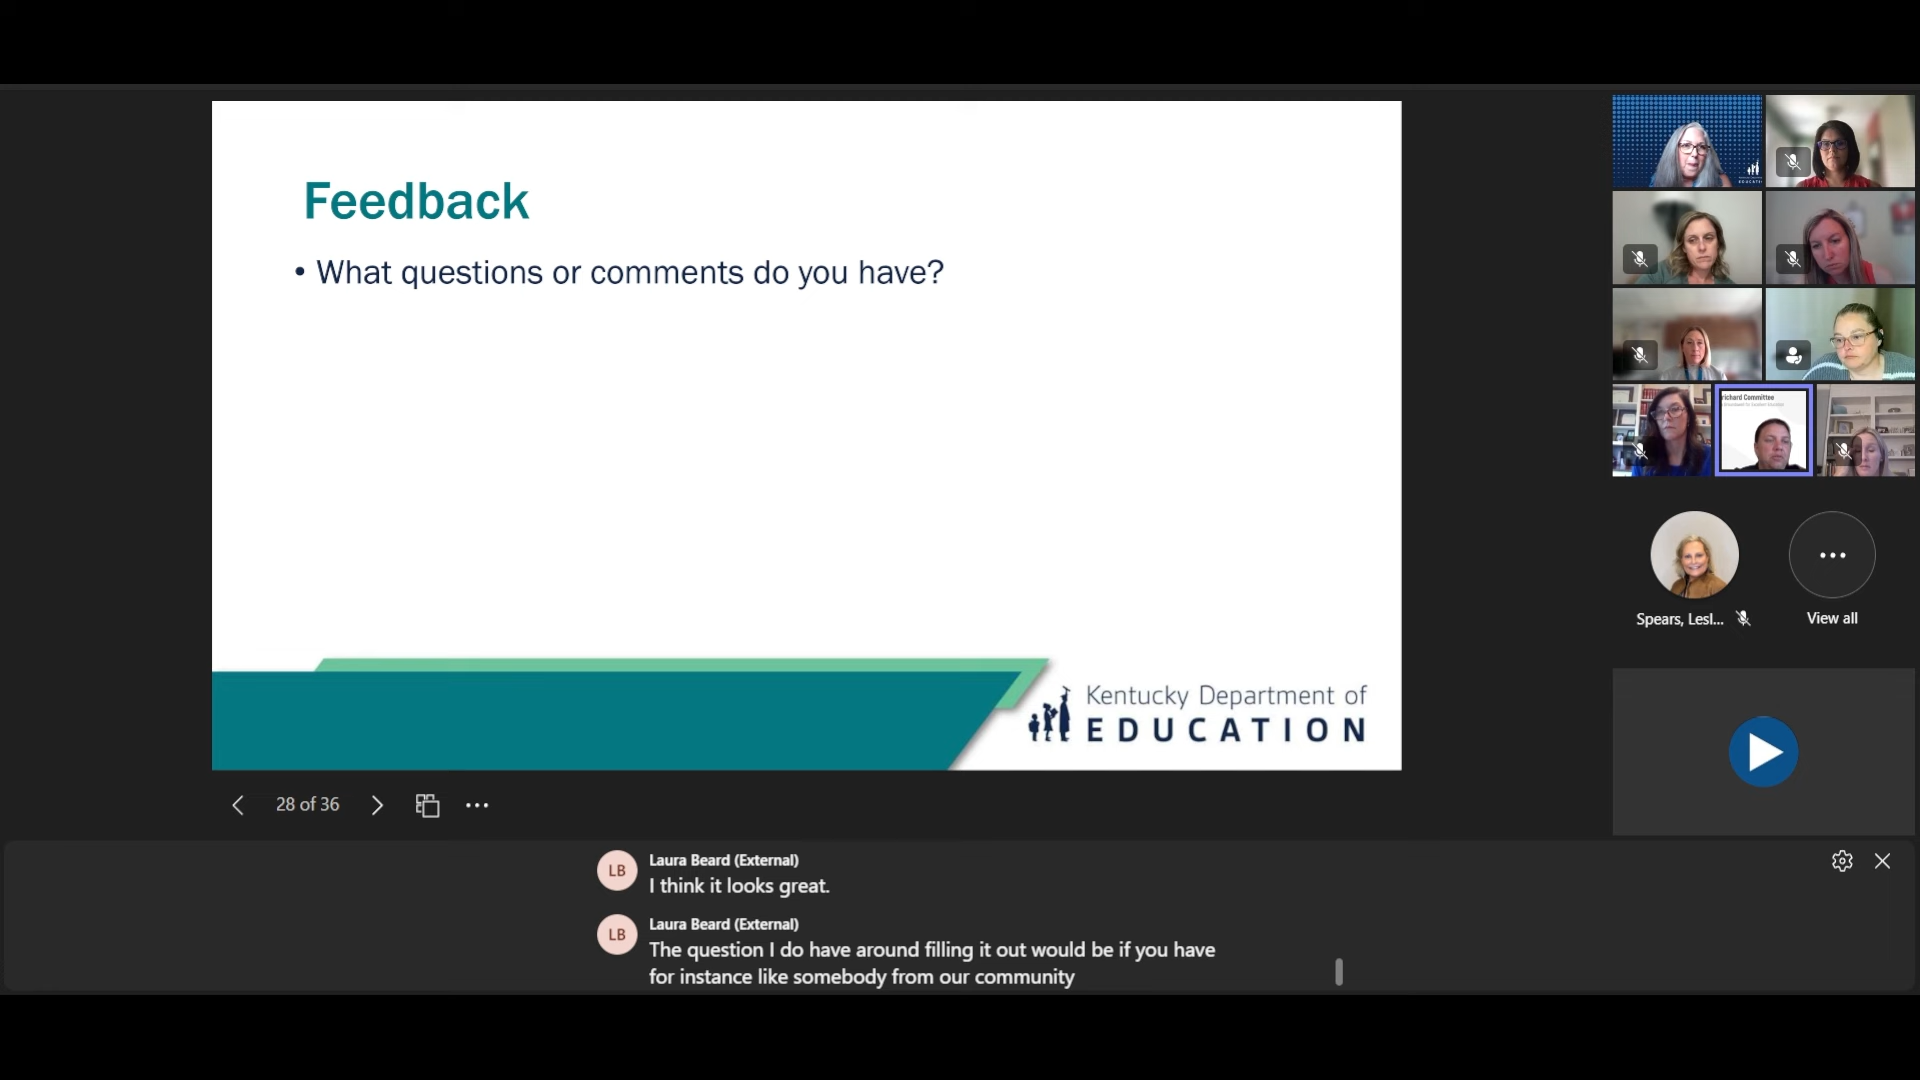 Feedback
• What questions or comments do you have?
Kentucky Department of
EDUCATION
28 of 36
richard Committee
Spears, Lesl...
View all
LB
Laura Beard (External)
I think it looks great.
LB
Laura Beard (External)
The question I do have around filling it out would be if you have
for instance like somebody from our community